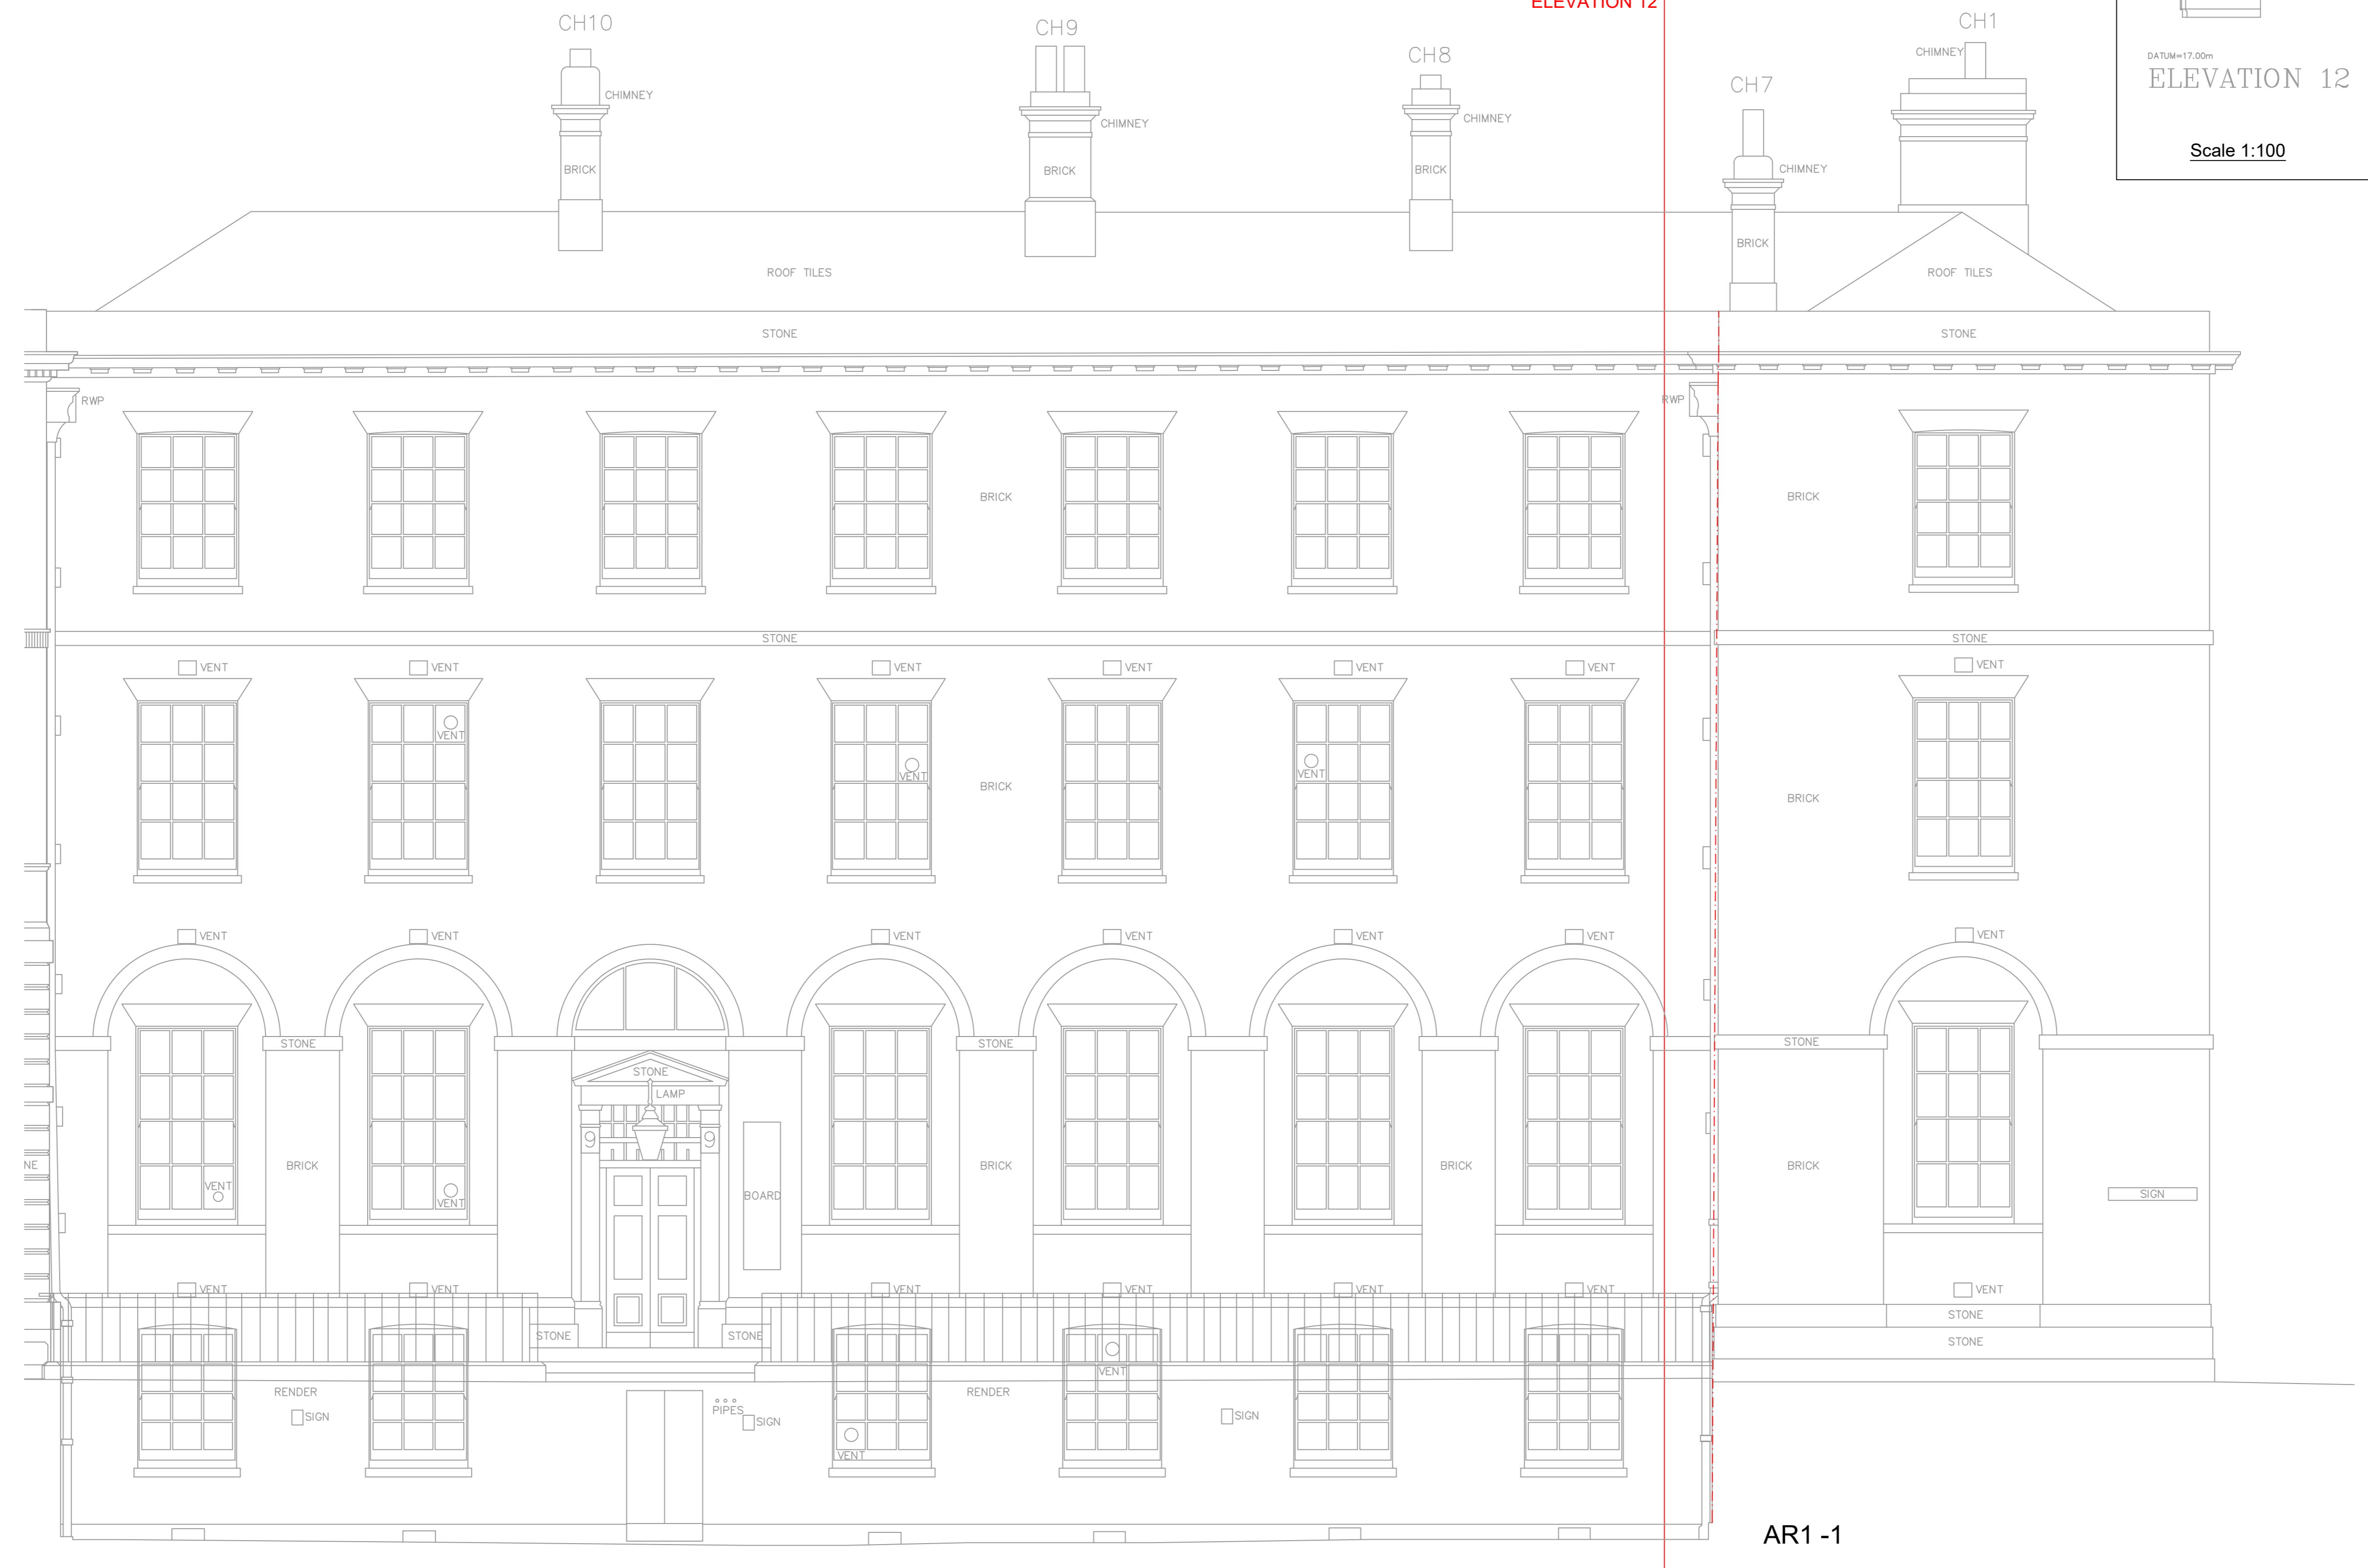 ELEVATION 12
CH10
CH9
CH8
CH7
CH1
CHIMNEY
CHIMNEY
CHIMNEY
CHIMNEY
CHIMNEY
DATUM=17.00m
ELEVATION 12
Scale 1:100
BRICK
BRICK
BRICK
BRICK
ROOF TILES
ROOF TILES
STONE
STONE
RWP
RWP
BRICK
BRICK
STONE
STONE
VENT
VENT
VENT
VENT
VENT
VENT
VENT
VENT
VENT
VENT
BRICK
BRICK
VENT
VENT
VENT
VENT
VENT
VENT
VENT
STONE
STONE
STONE
STONE
LAMP
9
9
NE
BRICK
BRICK
BRICK
BRICK
VENT
VENT
BOARD
SIGN
VENT
VENT
VENT
VENT
VENT
VENT
VENT
STONE
STONE
STONE
STONE
VENT
RENDER
RENDER
SIGN
PIPES
SIGN
SIGN
VENT
AR1 -1